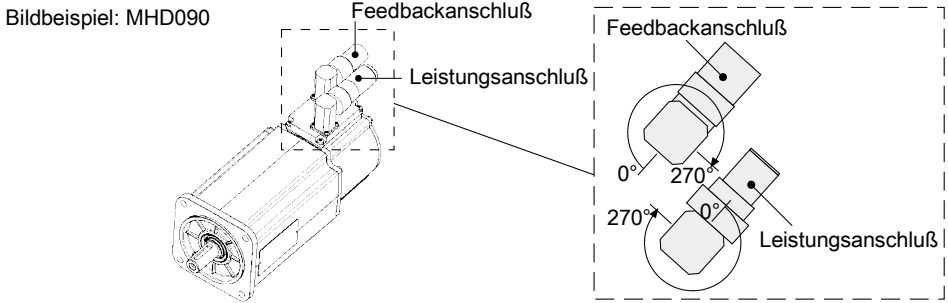 Bildbeispiel: MHD090
Feedbackanschluß
Leistungsanschluß
Feedbackanschluß
0°
270°
270°
0°
Leistungsanschluß